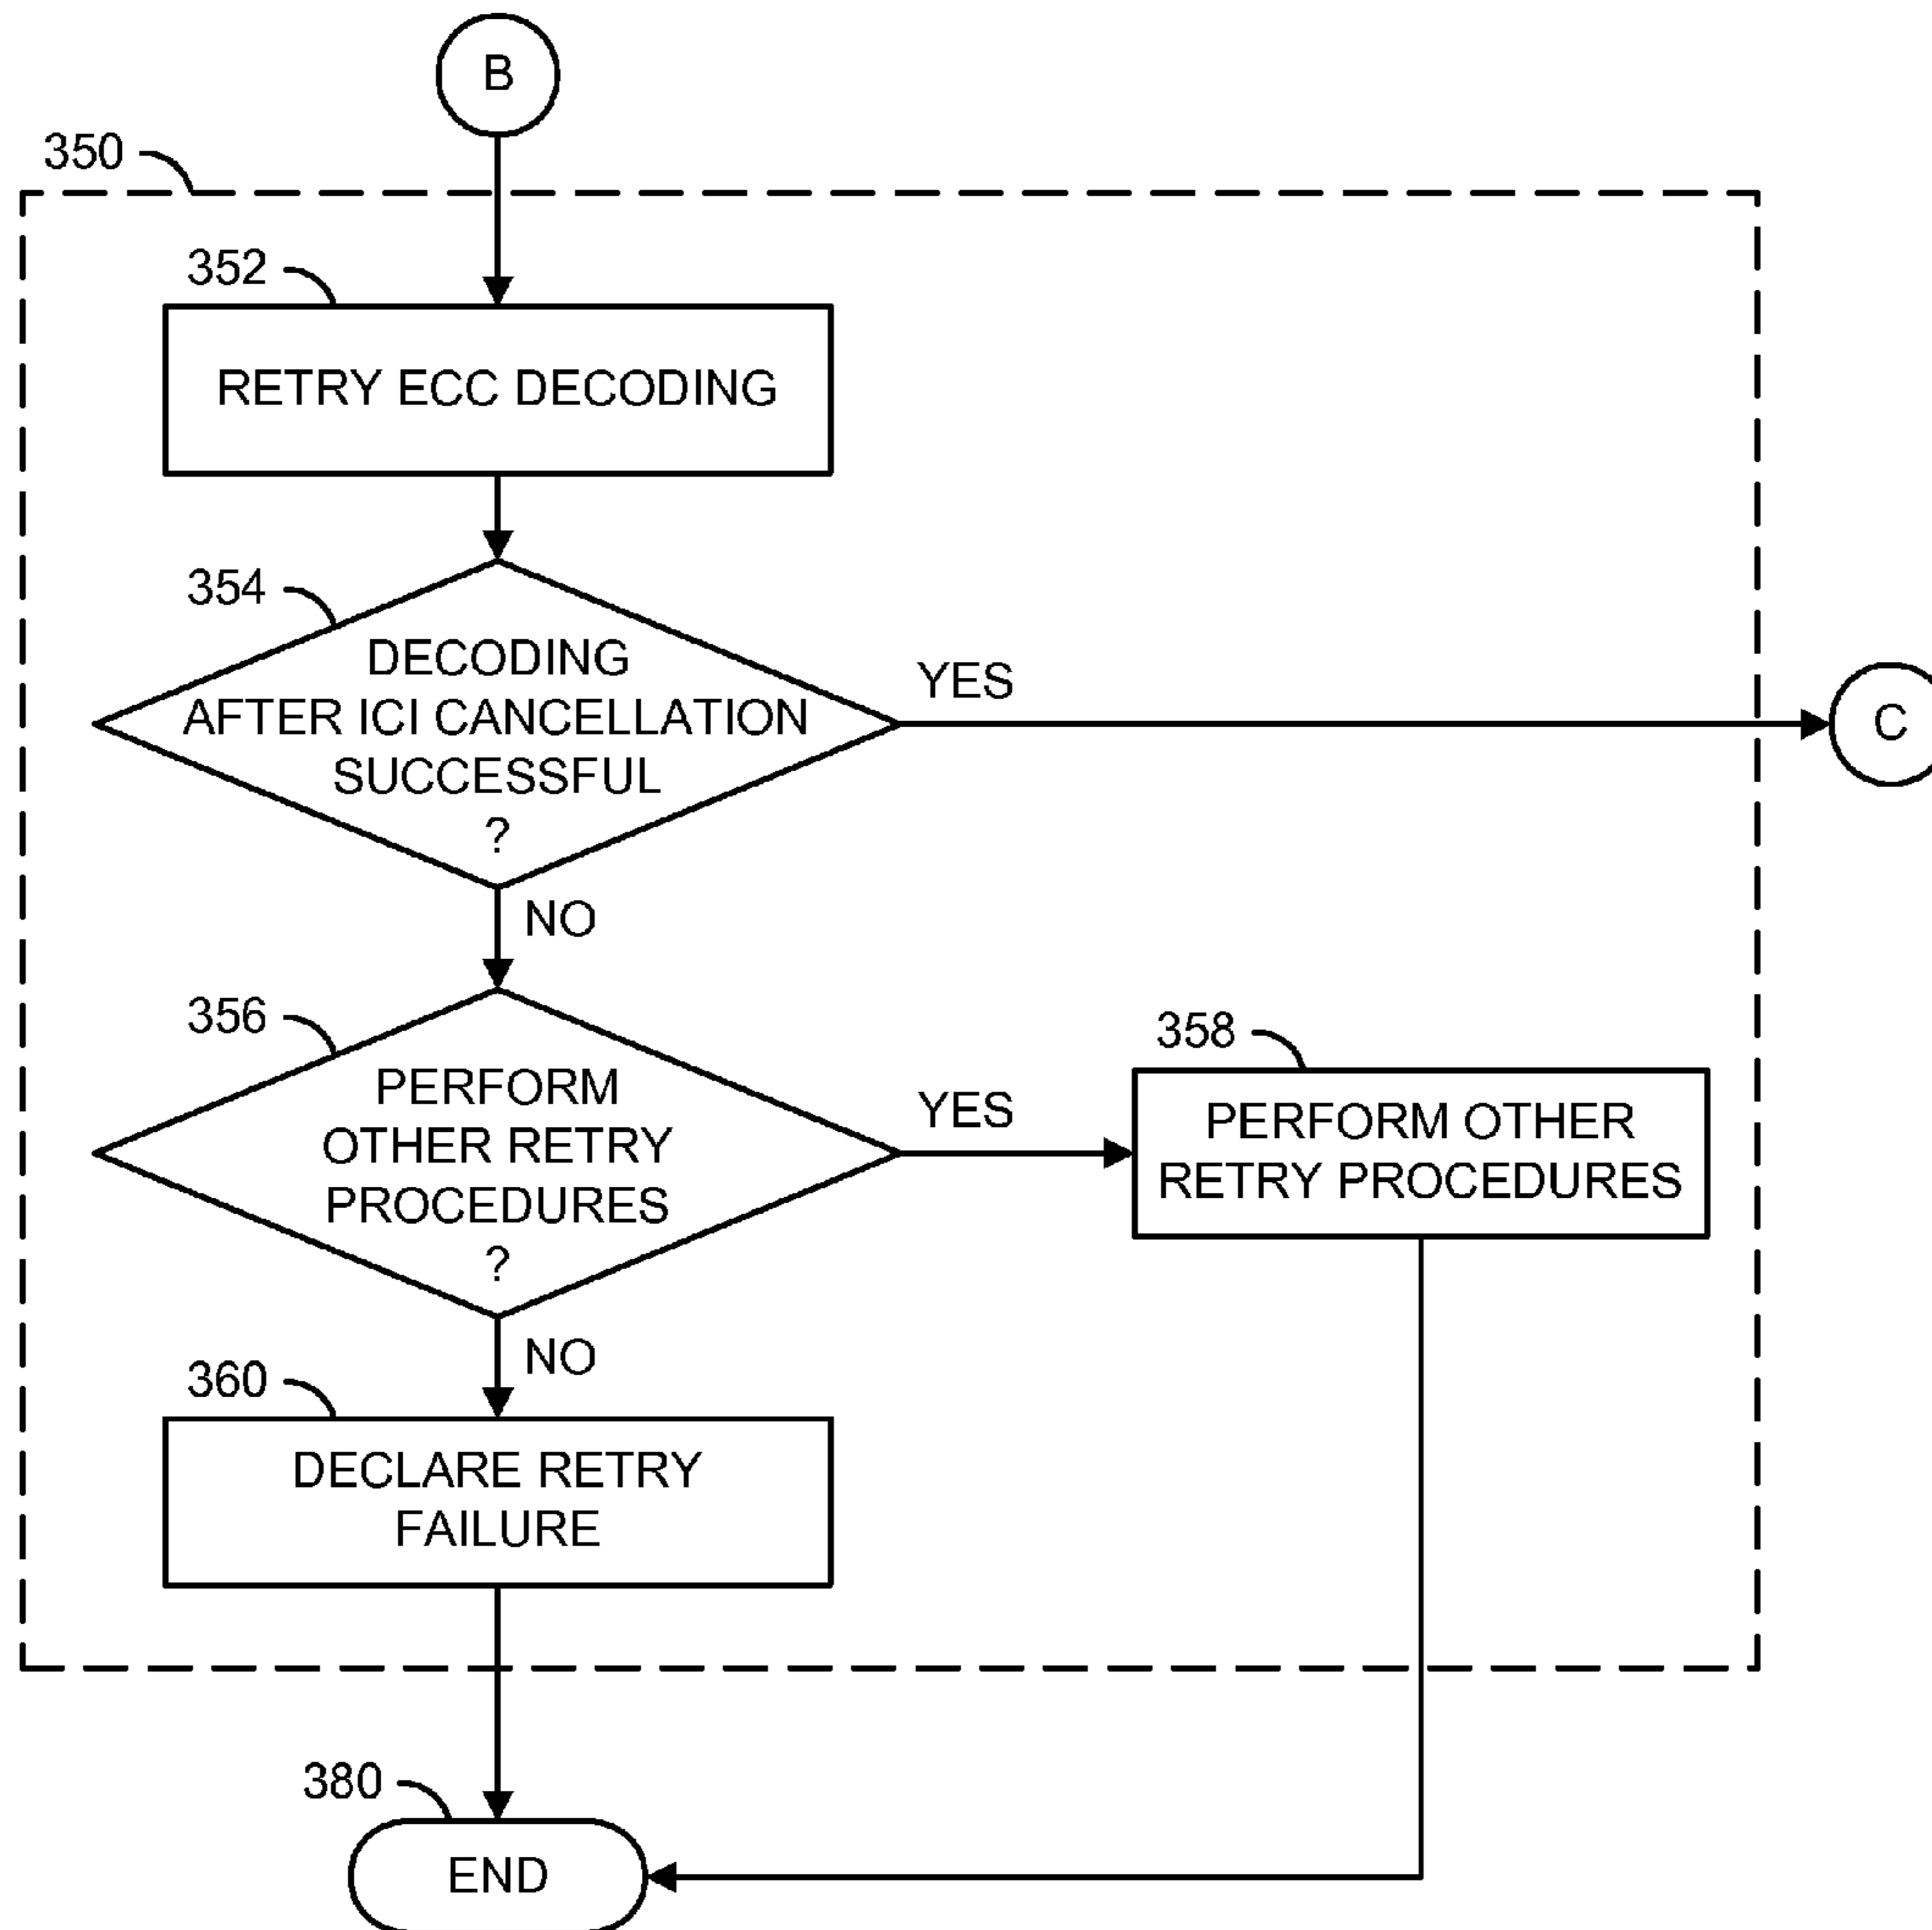 B
350
352
RETRY ECC DECODING
354
DECODING
AFTER ICI CANCELLATION
SUCCESSFUL
?
YES
C
NO
356
PERFORM
OTHER RETRY
PROCEDURES
?
YES
358
PERFORM OTHER
RETRY PROCEDURES
NO
360
DECLARE RETRY
FAILURE
380
END